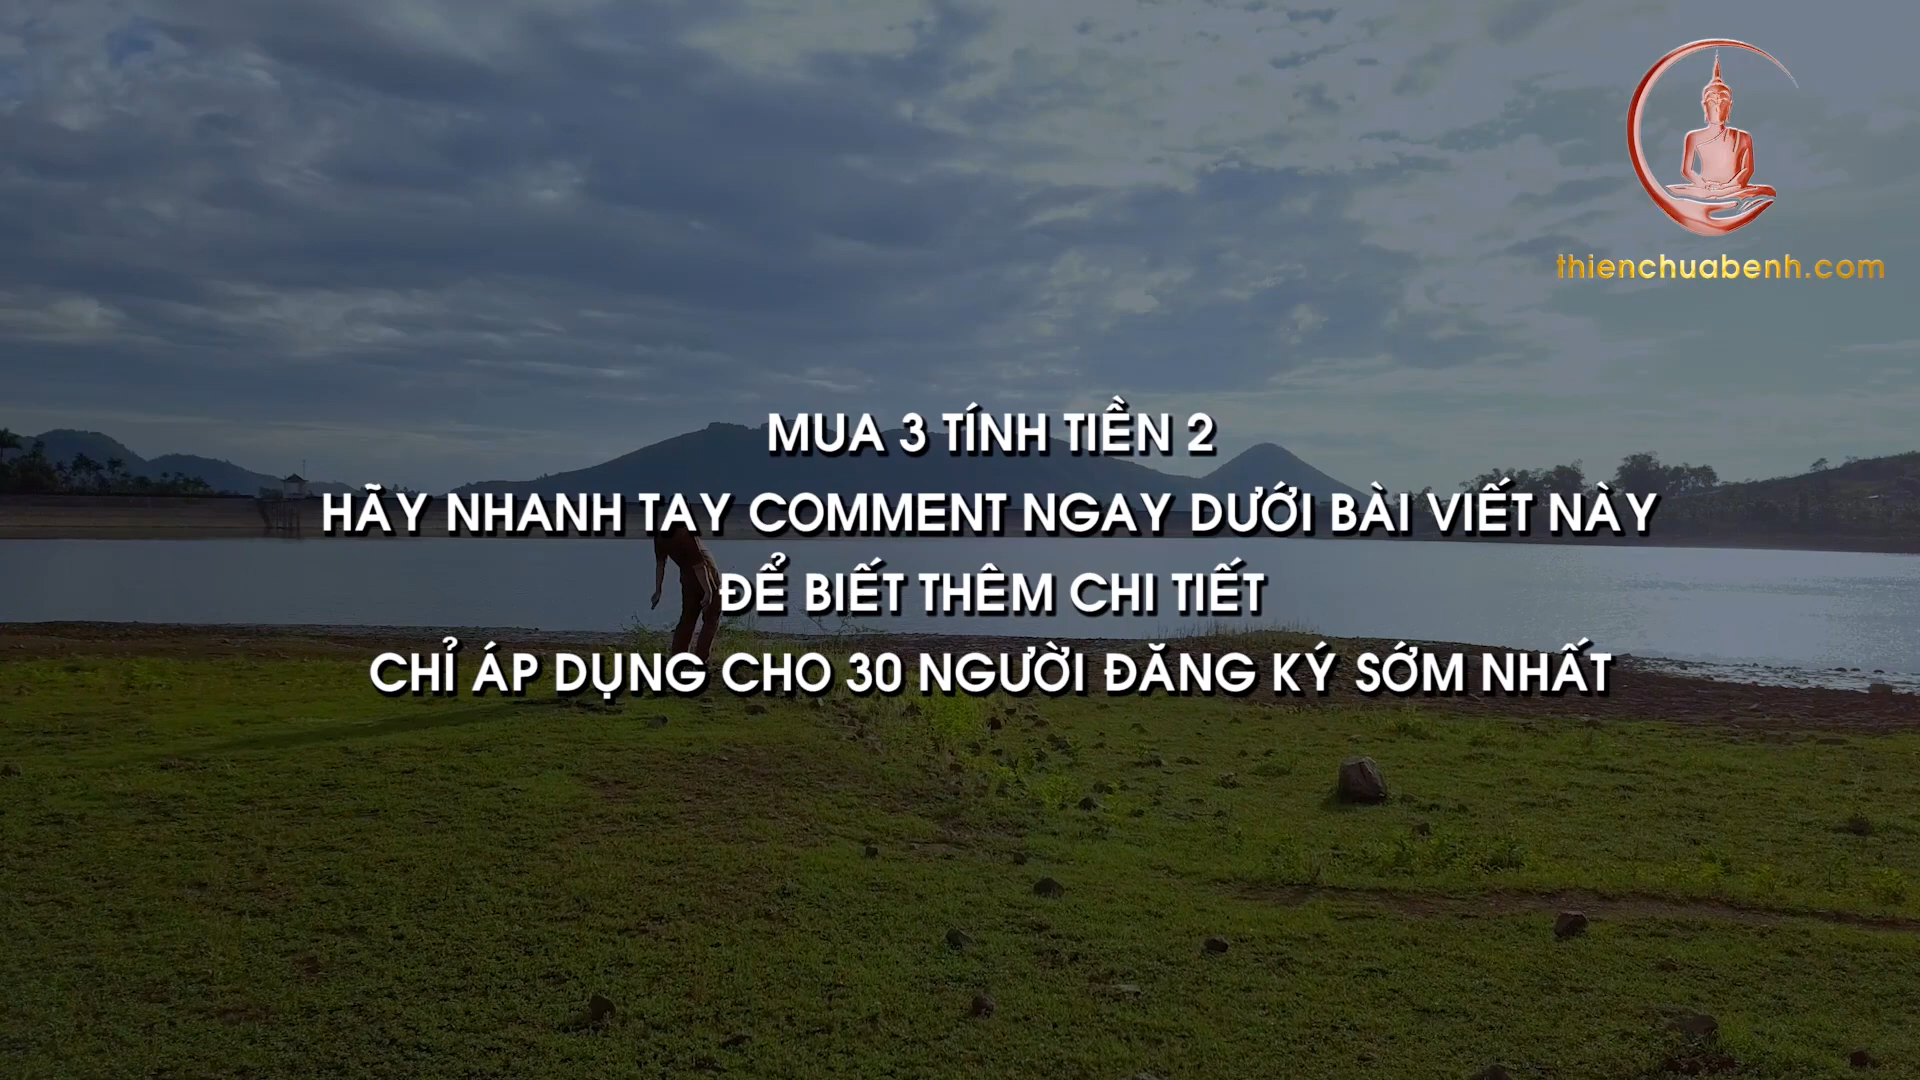 thienchuabenh.com
MUA 3 TÍNH TIỀN 2
HÃY NHANH TAY COMMENT NGAY DƯỚI BÀI VIẾT NÀY
ĐỂ BIẾT THÊM CHI TIẾT
CHỈ ÁP DỤNG CHO 30 NGƯỜI ĐĂNG KÝ SỚM NHẤT